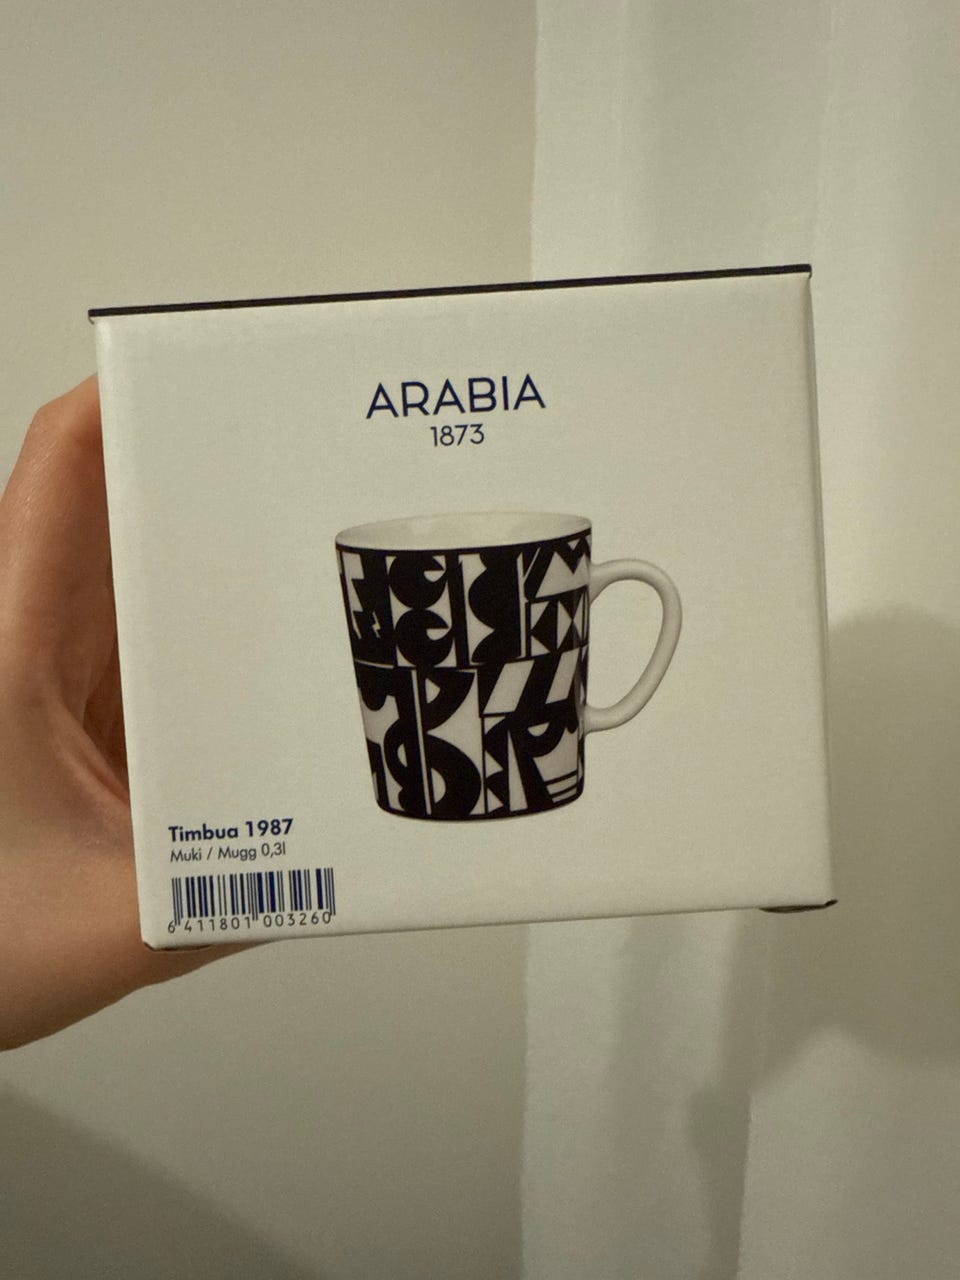 ARABIA
1873
Timbua 1987
Muki / Mugg 0,3l
6 411801 003260